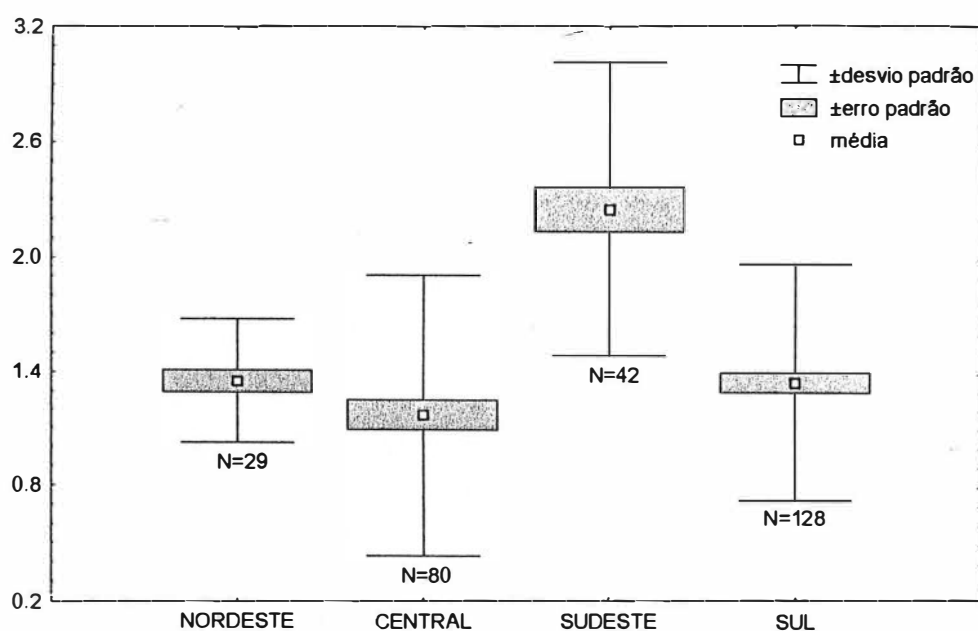 3.2
±desvio padrão
±erro padrão
média
2.6
2.0
1.4
0.8
0.2
N=29
N=80
N=42
N=128
NORDESTE CENTRAL SUDESTE SUL